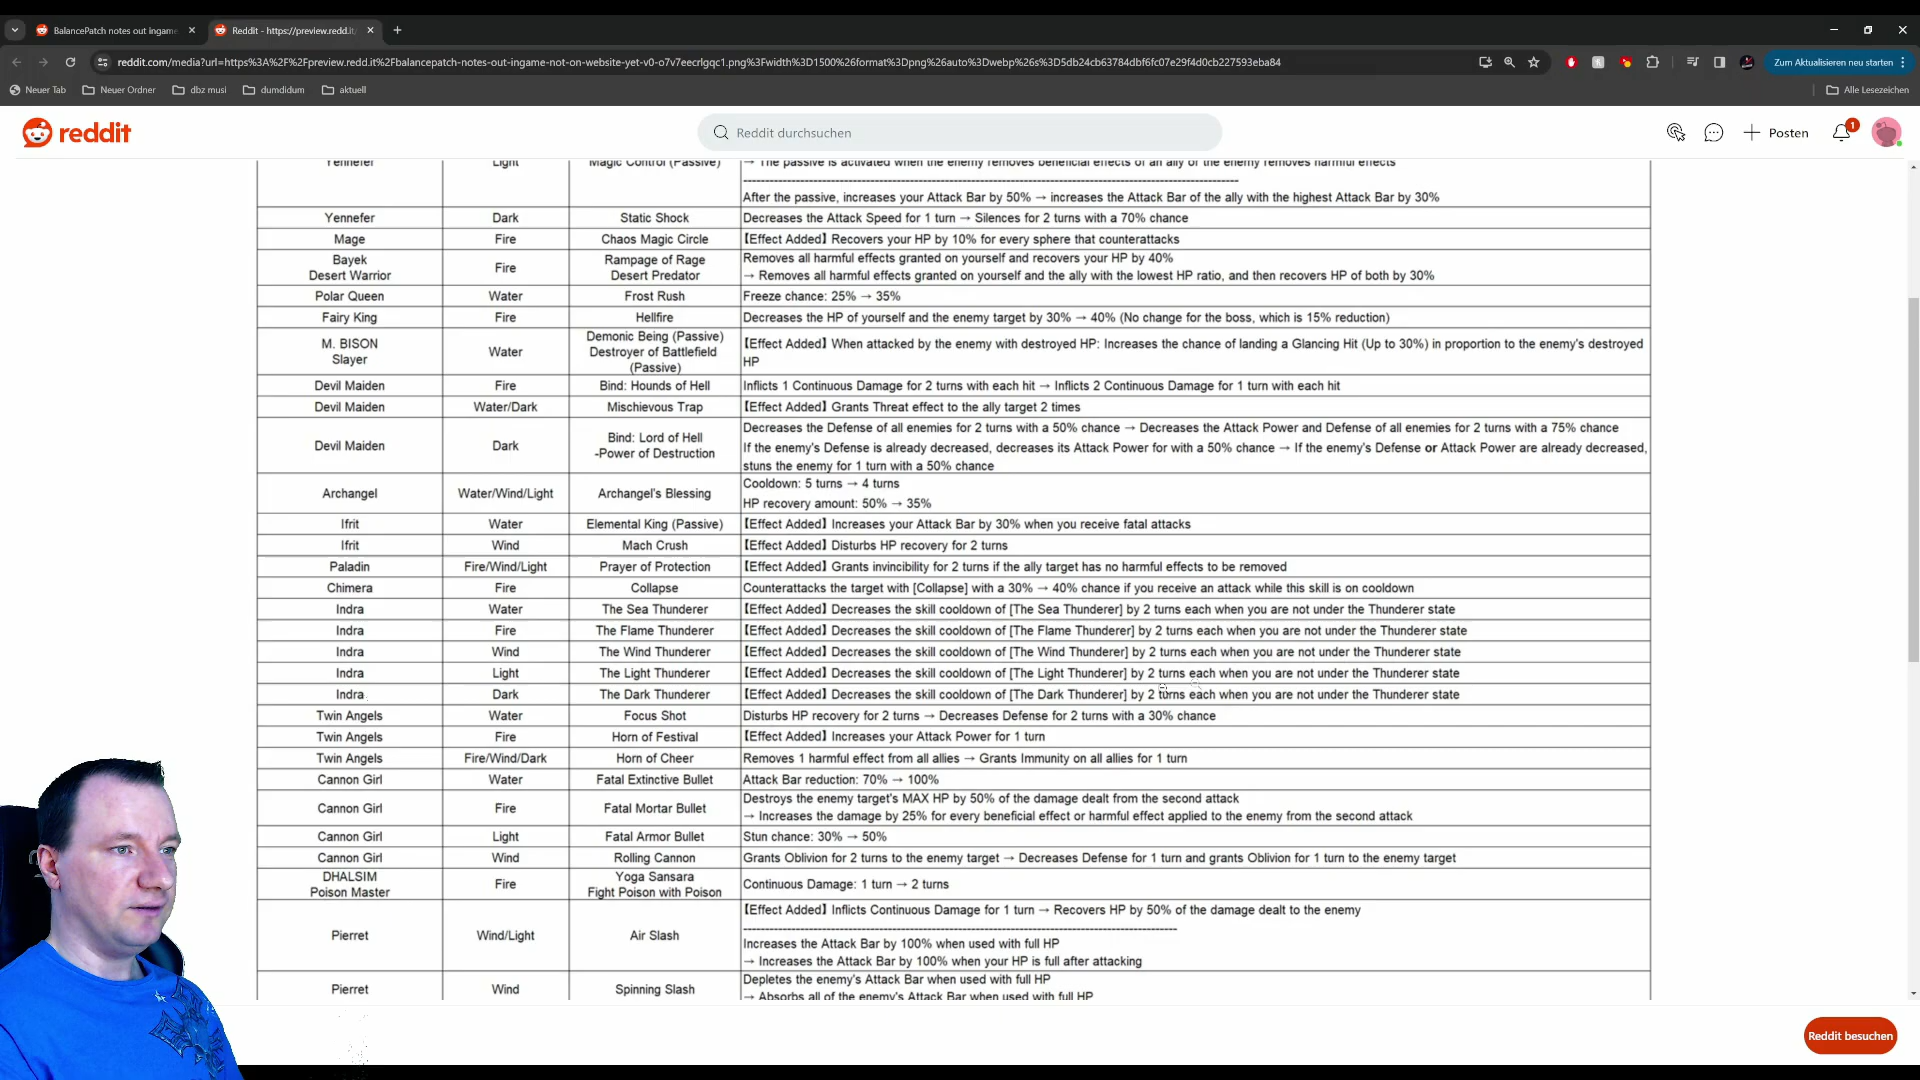 BalancePatch notes out ingame
Reddit - https://preview.redd.it/
reddit.com/media?url=https%3A%2F%2Fpreview.redd.it%2Fbalancepatch-notes-out-ingame-not-on-website-yet-v0-o7v7eecrlgqc1.png%3Fwidth%3D1500%26format%3Dpng%26auto%3Dwebp%26s%3D5db24cb63784dbf6fc07e29f4d0cb227593eba84
Zum Aktualisieren neu starten
Neuer Tab
Neuer Ordner
dbz musi
dumdidum
aktuell
Alle Lesezeichen
reddit
Reddit durchsuchen
Posten
1
Yennefer Light Magic Control (Passive) → The passive is activated when the enemy removes beneficial effects of an ally or the enemy removes harmful effects
After the passive, increases your Attack Bar by 50% → increases the Attack Bar of the ally with the highest Attack Bar by 30%
Yennefer Dark Static Shock Decreases the Attack Speed for 1 turn → Silences for 2 turns with a 70% chance
Mage Fire Chaos Magic Circle 【Effect Added】 Recovers your HP by 10% for every sphere that counterattacks
Bayek
Desert Warrior
Fire
Rampage of Rage
Desert Predator
Removes all harmful effects granted on yourself and recovers your HP by 40%
→ Removes all harmful effects granted on yourself and the ally with the lowest HP ratio, and then recovers HP of both by 30%
Polar Queen Water Frost Rush Freeze chance: 25% → 35%
Fairy King Fire Hellfire Decreases the HP of yourself and the enemy target by 30% → 40% (No change for the boss, which is 15% reduction)
M. BISON
Slayer
Water
Demonic Being (Passive)
Destroyer of Battlefield
(Passive)
【Effect Added】 When attacked by the enemy with destroyed HP: Increases the chance of landing a Glancing Hit (Up to 30%) in proportion to the enemy's destroyed
HP
Devil Maiden Fire Bind: Hounds of Hell Inflicts 1 Continuous Damage for 2 turns with each hit → Inflicts 2 Continuous Damage for 1 turn with each hit
Devil Maiden Water/Dark Mischievous Trap 【Effect Added】 Grants Threat effect to the ally target 2 times
Devil Maiden
Dark
Bind: Lord of Hell
-Power of Destruction
Decreases the Defense of all enemies for 2 turns with a 50% chance → Decreases the Attack Power and Defense of all enemies for 2 turns with a 75% chance
If the enemy's Defense is already decreased, decreases its Attack Power for with a 50% chance → If the enemy's Defense or Attack Power are already decreased,
stuns the enemy for 1 turn with a 50% chance
Archangel Water/Wind/Light Archangel's Blessing
Cooldown: 5 turns → 4 turns
HP recovery amount: 50% → 35%
Ifrit Water Elemental King (Passive) 【Effect Added】 Increases your Attack Bar by 30% when you receive fatal attacks
Ifrit Wind Mach Crush 【Effect Added】 Disturbs HP recovery for 2 turns
Paladin Fire/Wind/Light Prayer of Protection 【Effect Added】 Grants invincibility for 2 turns if the ally target has no harmful effects to be removed
Chimera Fire Collapse Counterattacks the target with [Collapse] with a 30% → 40% chance if you receive an attack while this skill is on cooldown
Indra Water The Sea Thunderer 【Effect Added】 Decreases the skill cooldown of [The Sea Thunderer] by 2 turns each when you are not under the Thunderer state
Indra Fire The Flame Thunderer 【Effect Added】 Decreases the skill cooldown of [The Flame Thunderer] by 2 turns each when you are not under the Thunderer state
Indra Wind The Wind Thunderer 【Effect Added】 Decreases the skill cooldown of [The Wind Thunderer] by 2 turns each when you are not under the Thunderer state
Indra Light The Light Thunderer 【Effect Added】 Decreases the skill cooldown of [The Light Thunderer] by 2 turns each when you are not under the Thunderer state
Indra Dark The Dark Thunderer 【Effect Added】 Decreases the skill cooldown of [The Dark Thunderer] by 2 turns each when you are not under the Thunderer state
Twin Angels Water Focus Shot Disturbs HP recovery for 2 turns → Decreases Defense for 2 turns with a 30% chance
Twin Angels Fire Horn of Festival 【Effect Added】 Increases your Attack Power for 1 turn
Twin Angels Fire/Wind/Dark Horn of Cheer Removes 1 harmful effect from all allies → Grants Immunity on all allies for 1 turn
Cannon Girl Water Fatal Extinctive Bullet Attack Bar reduction: 70% → 100%
Cannon Girl Fire Fatal Mortar Bullet
Destroys the enemy target's MAX HP by 50% of the damage dealt from the second attack
→ Increases the damage by 25% for every beneficial effect or harmful effect applied to the enemy from the second attack
Cannon Girl Light Fatal Armor Bullet Stun chance: 30% → 50%
Cannon Girl Wind Rolling Cannon Grants Oblivion for 2 turns to the enemy target → Decreases Defense for 1 turn and grants Oblivion for 1 turn to the enemy target
DHALSIM
Poison Master
Fire
Yoga Sansara
Fight Poison with Poison
Continuous Damage: 1 turn → 2 turns
Pierret Wind/Light Air Slash
【Effect Added】 Inflicts Continuous Damage for 1 turn → Recovers HP by 50% of the damage dealt to the enemy
Increases the Attack Bar by 100% when used with full HP
→ Increases the Attack Bar by 100% when your HP is full after attacking
Pierret Wind Spinning Slash
Depletes the enemy's Attack Bar when used with full HP
→ Absorbs all of the enemy's Attack Bar when used with full HP
Reddit besuchen